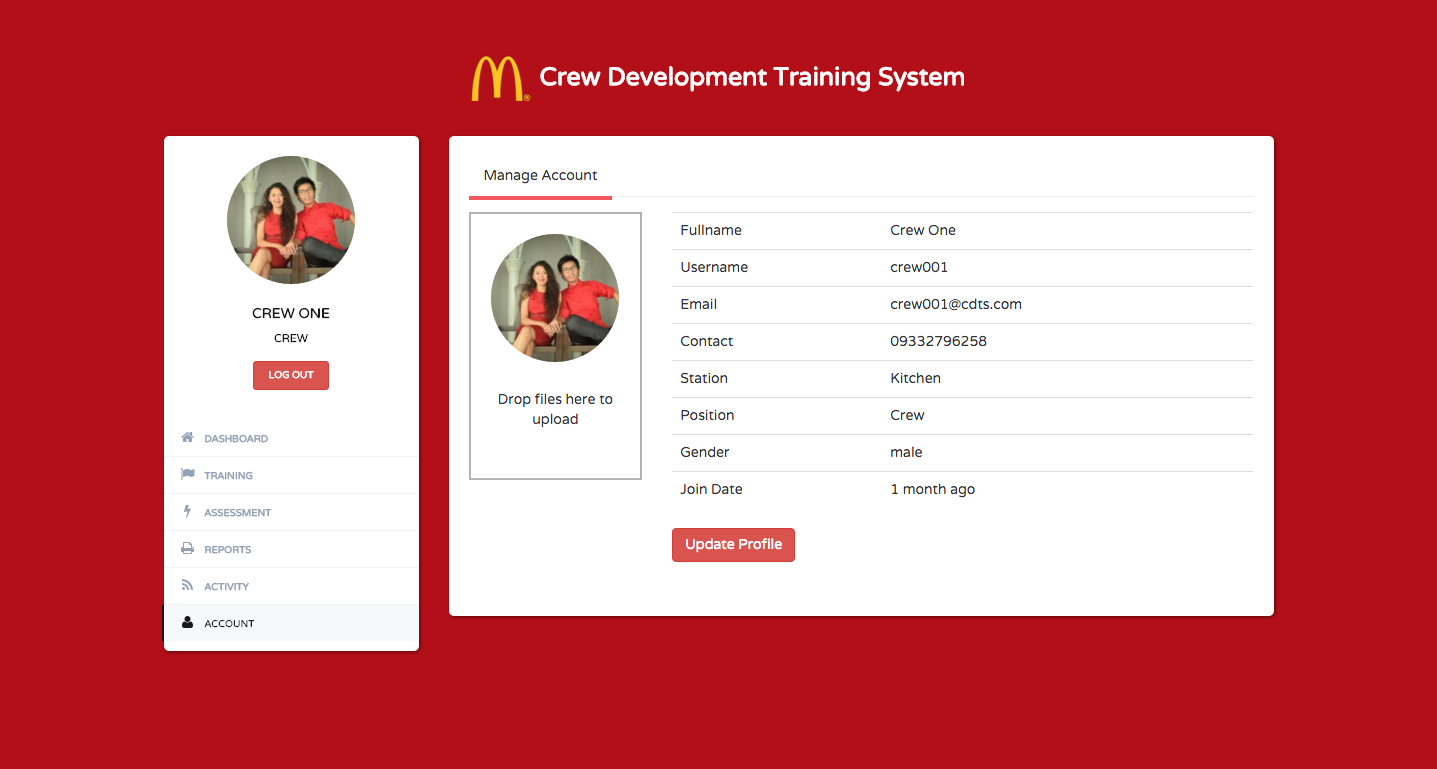 Crew Development Training System
CREW ONE
CREW
LOG OUT
DASHBOARD
TRAINING
ASSESSMENT
REPORTS
ACTIVITY
ACCOUNT
Manage Account
Drop files here to
upload
Fullname Crew One
Username crew001
Email crew001@cdts.com
Contact 09332796258
Station Kitchen
Position Crew
Gender male
Join Date 1 month ago
Update Profile